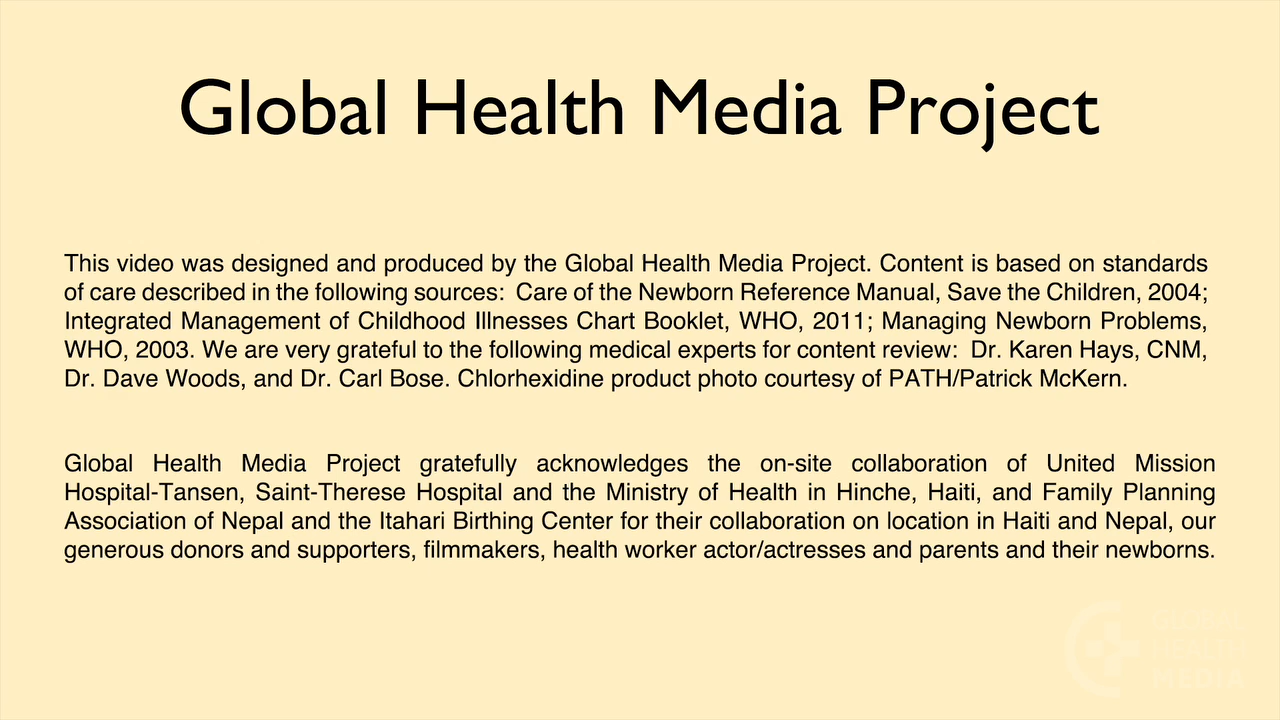 Global Health Media Project
This video was designed and produced by the Global Health Media Project. Content is based on standards
of care described in the following sources:  Care of the Newborn Reference Manual, Save the Children, 2004;
Integrated Management of Childhood Illnesses Chart Booklet, WHO, 2011; Managing Newborn Problems,
WHO, 2003. We are very grateful to the following medical experts for content review:  Dr. Karen Hays, CNM,
Dr. Dave Woods, and Dr. Carl Bose. Chlorhexidine product photo courtesy of PATH/Patrick McKern.
Global Health Media Project gratefully acknowledges the on-site collaboration of United Mission
Hospital-Tansen, Saint-Therese Hospital and the Ministry of Health in Hinche, Haiti, and Family Planning
Association of Nepal and the Itahari Birthing Center for their collaboration on location in Haiti and Nepal, our
generous donors and supporters, filmmakers, health worker actor/actresses and parents and their newborns.
GLOBAL
HEALTH
MEDIA